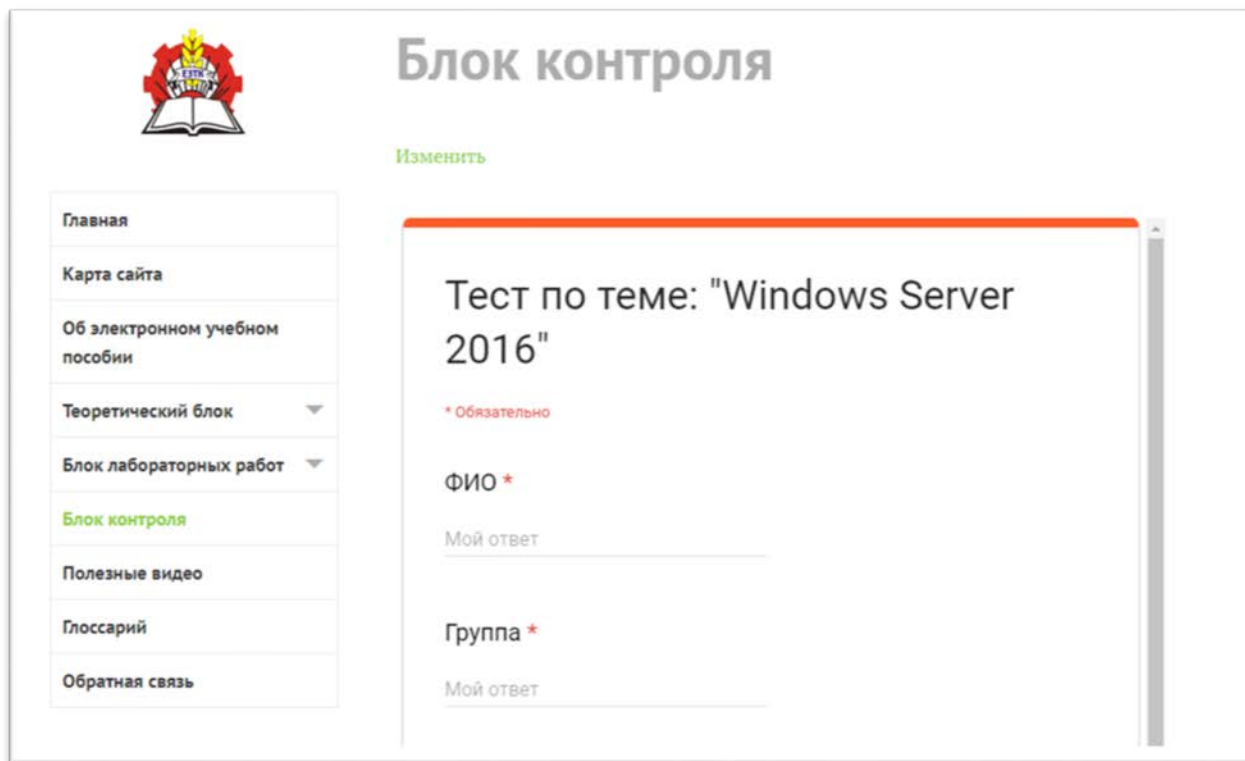 Блок контроля
Изменить
Главная
Карта сайта
Об электронном учебном
пособии
Теоретический блок
Блок лабораторных работ
Блок контроля
Полезные видео
Глоссарий
Обратная связь
Тест по теме: "Windows Server
2016"
* Обязательно
ФИО *
Мой ответ
Группа *
Мой ответ